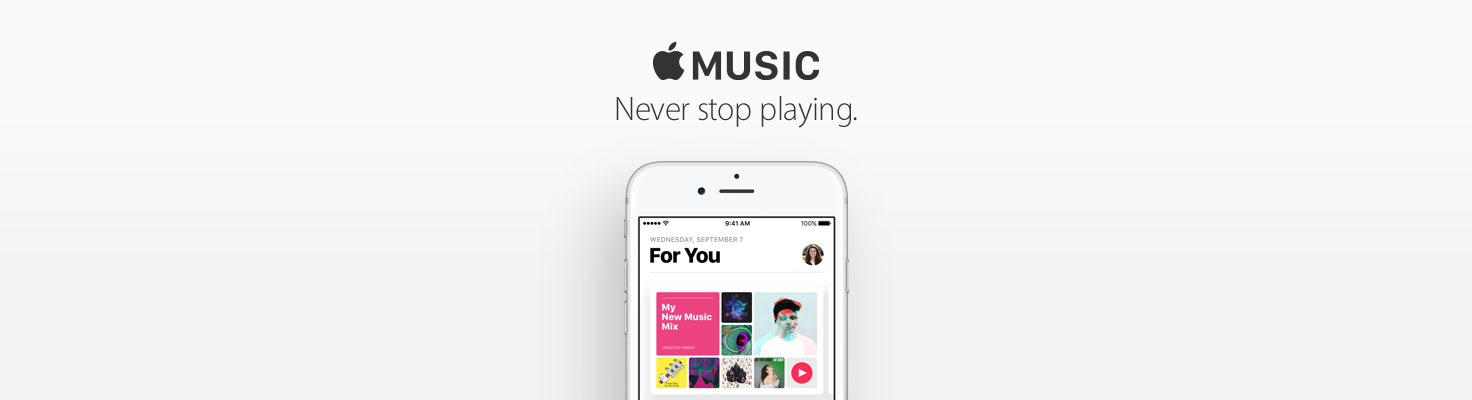 MUSIC
Never stop playing.
9:41 AM
100%
WEDNESDAY, SEPTEMBER 7
For You
My
New Music
Mix
UPDATED FRIDAY